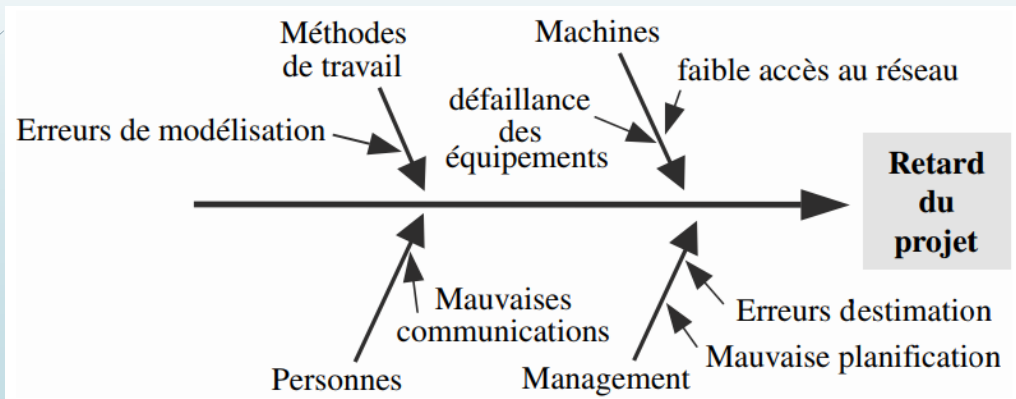 Méthodes
de travail
Machines
faible accès au réseau
défaillance
des
équipements
Erreurs de modélisation
Retard
du
projet
Mauvaises
communications
Erreurs destimation
Mauvaise planification
Personnes
Management